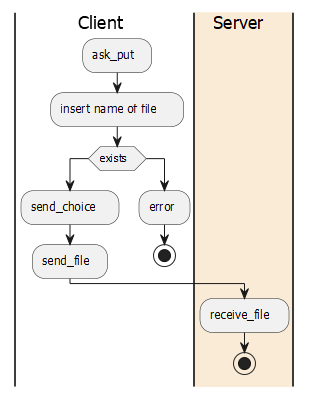 Client
Server
ask_put
insert name of file
exists
send_choice
error
send_file
receive_file